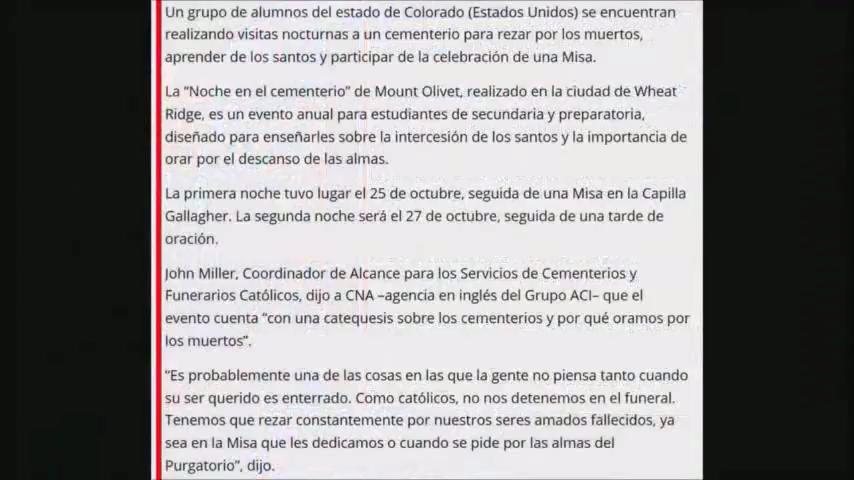 Un grupo de alumnos del estado de Colorado (Estados Unidos) se encuentran
realizando visitas nocturnas a un cementerio para rezar por los muertos,
aprender de los santos y participar de la celebración de una Misa.
La “Noche en el cementerio” de Mount Olivet, realizado en la ciudad de Wheat
Ridge, es un evento anual para estudiantes de secundaria y preparatoria,
diseñado para enseñarles sobre la intercesión de los santos y la importancia de
orar por el descanso de las almas.
La primera noche tuvo lugar el 25 de octubre, seguida de una Misa en la Capilla
Gallagher. La segunda noche será el 27 de octubre, seguida de una tarde de
oración.
John Miller, Coordinador de Alcance para los Servicios de Cementerios y
Funerarios Católicos, dijo a CNA –agencia en inglés del Grupo ACI– que el
evento cuenta “con una catequesis sobre los cementerios y por qué oramos por
los muertos”.
“Es probablemente una de las cosas en las que la gente no piensa tanto cuando
su ser querido es enterrado. Como católicos, no nos detenemos en el funeral.
Tenemos que rezar constantemente por nuestros seres amados fallecidos, ya
sea en la Misa que les dedicamos o cuando se pide por las almas del
Purgatorio”, dijo.